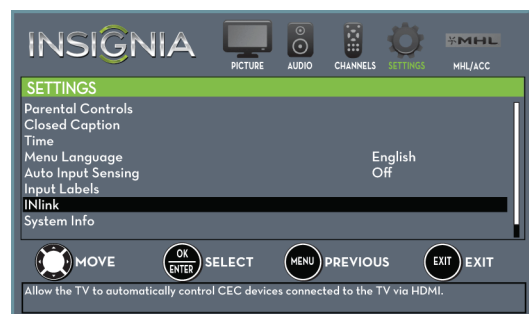 INSIGNIA
PICTURE AUDIO CHANNELS SETTINGS MHL MHL/ACC
SETTINGS
Parental Controls
Closed Caption
Time
Menu Language English
Auto Input Sensing Off
Input Labels
INlink
System Info
MOVE OK ENTER SELECT MENU PREVIOUS EXIT EXIT
Allow the TV to automatically control CEC devices connected to the TV via HDMI.